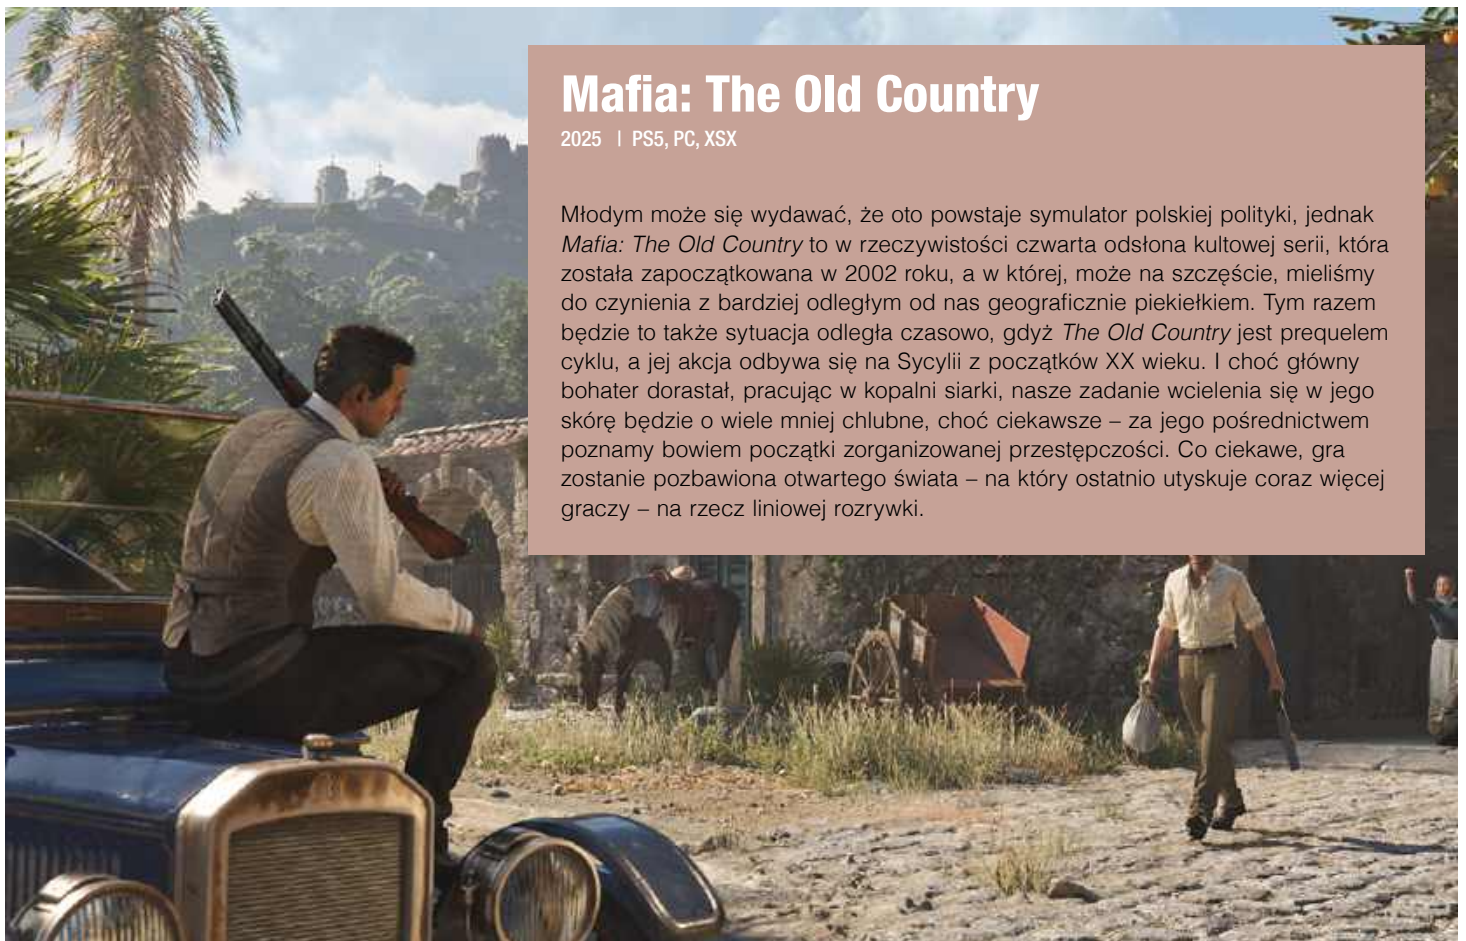 Mafia: The Old Country
2025 | PS5, PC, XSX
Młodym może się wydawać, że oto powstaje symulator polskiej polityki, jednak
Mafia: The Old Country to w rzeczywistości czwarta odsłona kultowej serii, która
została zapoczątkowana w 2002 roku, a w której, może na szczęście, mieliśmy
do czynienia z bardziej odległym od nas geograficznie piekiełkiem. Tym razem
będzie to także sytuacja odległa czasowo, gdyż The Old Country jest prequelem
cyklu, a jej akcja odbywa się na Sycylii z początków XX wieku. I choć główny
bohater dorastał, pracując w kopalni siarki, nasze zadanie wcielenia się w jego
skórę będzie o wiele mniej chlubne, choć ciekawsze – za jego pośrednictwem
poznamy bowiem początki zorganizowanej przestępczości. Co ciekawe, gra
zostanie pozbawiona otwartego świata – na który ostatnio utyskuje coraz więcej
graczy – na rzecz liniowej rozrywki.